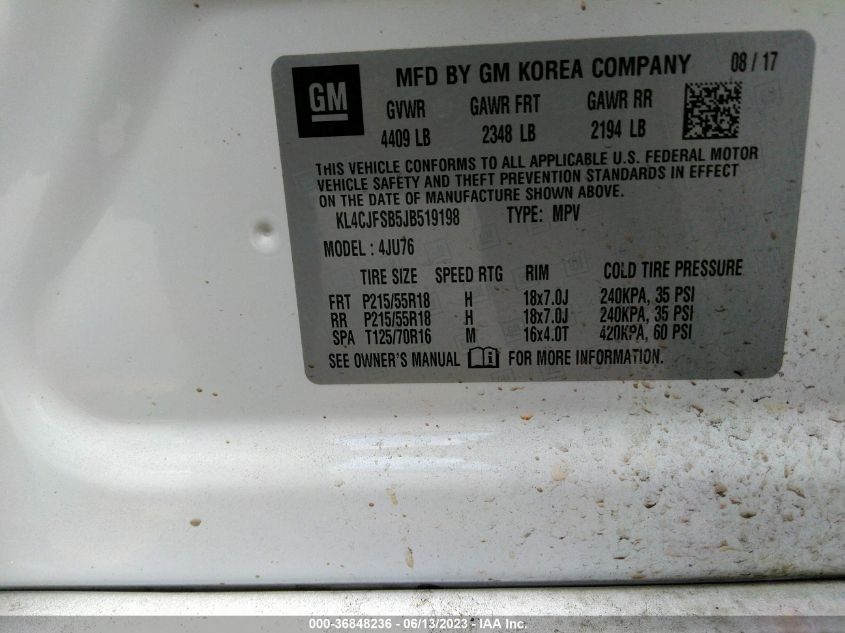 GM
MFD BY GM KOREA COMPANY 08 / 17
GVWR GAWR FRT GAWR RR
4409 LB 2348 LB 2194 LB
THIS VEHICLE CONFORMS TO ALL APPLICABLE U.S. FEDERAL MOTOR
VEHICLE SAFETY AND THEFT PREVENTION STANDARDS IN EFFECT
ON THE DATE OF MANUFACTURE SHOWN ABOVE.
KL4CJFSB5JB519198 TYPE: MPV
MODEL : 4JU76
TIRE SIZE SPEED RTG RIM COLD TIRE PRESSURE
FRT P215/55R18 H 18x7.0J 240KPA, 35 PSI
RR P215/55R18 H 18x7.0J 240KPA, 35 PSI
SPA T125/70R16 M 16x4.0T 420KPA, 60 PSI
SEE OWNER'S MANUAL FOR MORE INFORMATION.
000-36848236 - 06/13/2023 - IAA Inc.